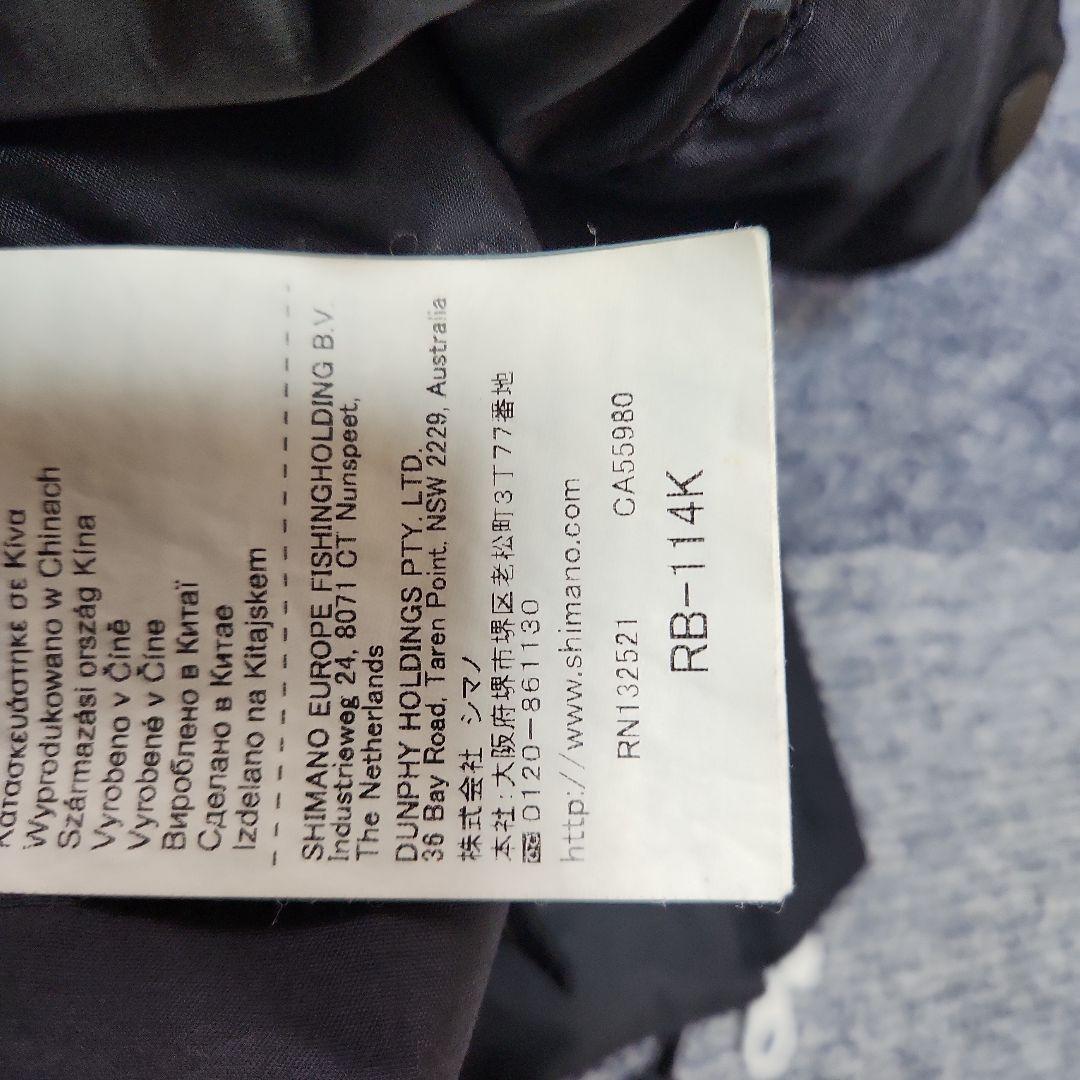 Κατασκευάστηκε σε Κίνα
Wyprodukowano w Chinach
Származási ország Kína
Vyrobeno v Číně
Vyrobené v Číne
Вироблено в Китаї
Сделано в Китае
Izdelano na Kitajskem
SHIMANO EUROPE FISHINGHOLDING B.V.
Industrieweg 24, 8071 CT Nunspeet,
The Netherlands
DUNPHY HOLDINGS PTY. LTD.
36 Bay Road, Taren Point, NSW 2229, Australia
株式会社 シマノ
本社:大阪府堺市堺区老松町3丁77番地
0120-861130
http://www.shimano.com
RN132521 CA55980
RB-114K